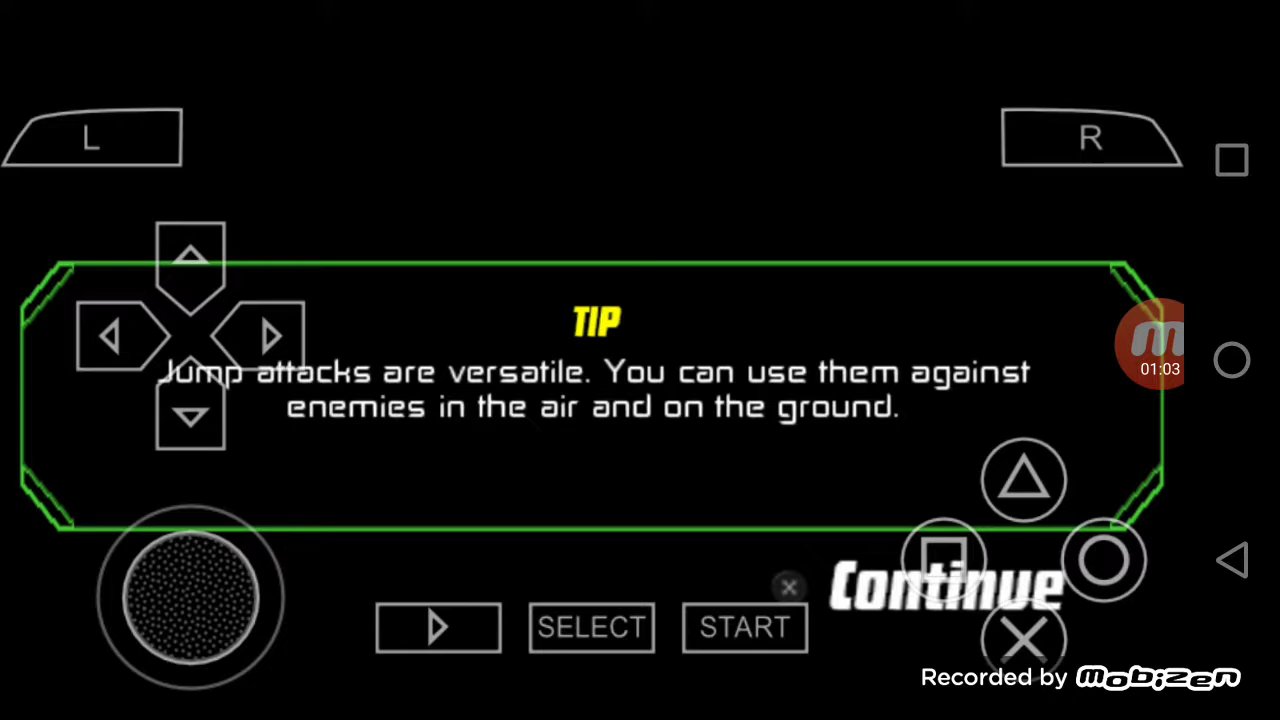 L
R
TIP
Jump attacks are versatile. You can use them against
enemies in the air and on the ground.
01:03
Continue
SELECT
START
Recorded by mobizen